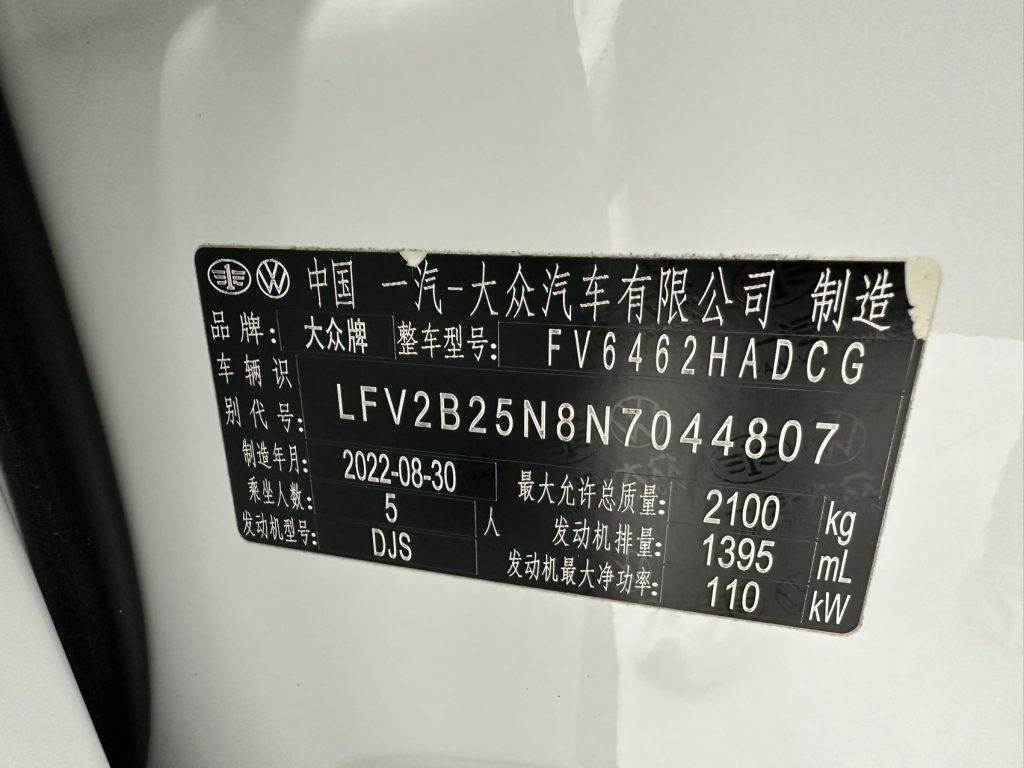 中国 一汽-大众汽车有限公司 制造
品牌: 大众牌 整车型号: FV6462HADCG
车辆识别代号: LFV2B25N8N7044807
制造年月: 2022-08-30 最大允许总质量: 2100 kg
乘坐人数: 5 人 发动机排量: 1395 mL
发动机型号: DJS 发动机最大净功率: 110 kW